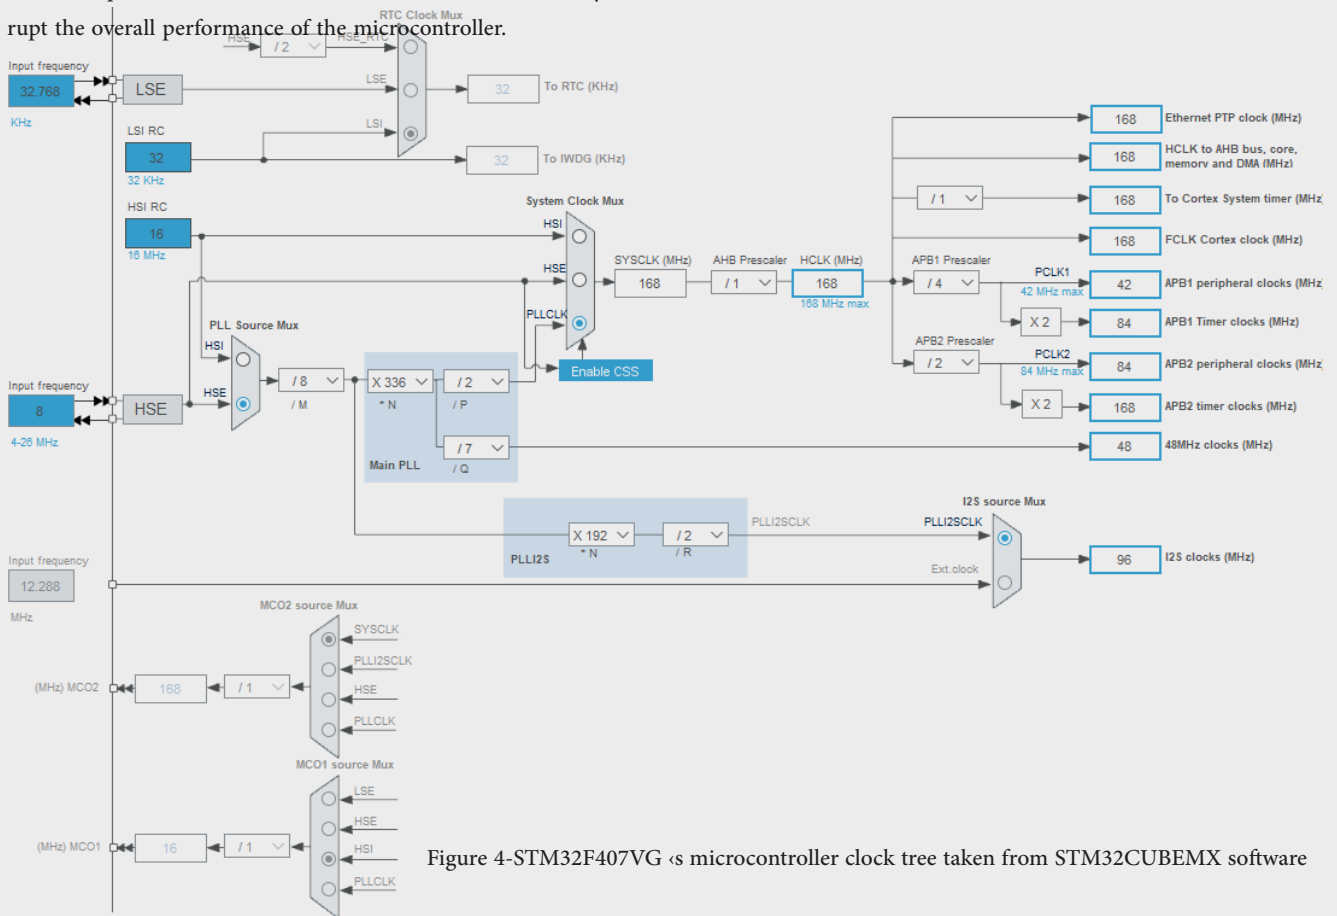 rupt the overall performance of the microcontroller.
RTC Clock Mux
HSE
/ 2
HSE_RTC
Input frequency
32.768
KHz
LSE
LSE
32
To RTC (KHz)
LSI RC
LSI
32
32 KHz
32
To IWDG (KHz)
HSI RC
16
16 MHz
System Clock Mux
HSI
HSE
PLLCLK
SYSCLK (MHz)
168
AHB Prescaler
/ 1
HCLK (MHz)
168
168 MHz max
Enable CSS
168
Ethernet PTP clock (MHz)
168
HCLK to AHB bus, core,
memory and DMA (MHz)
/ 1
168
To Cortex System timer (MHz)
168
FCLK Cortex clock (MHz)
APB1 Prescaler
/ 4
PCLK1
42 MHz max
42
APB1 peripheral clocks (MHz)
X 2
84
APB1 Timer clocks (MHz)
APB2 Prescaler
/ 2
PCLK2
84 MHz max
84
APB2 peripheral clocks (MHz)
X 2
168
APB2 timer clocks (MHz)
48
48MHz clocks (MHz)
PLL Source Mux
HSI
HSE
Input frequency
8
4-26 MHz
HSE
/ 8
/ M
X 336
* N
/ 2
/ P
/ 7
/ Q
Main PLL
X 192
* N
/ 2
/ R
PLLI2S
PLLI2SCLK
I2S source Mux
PLLI2SCLK
Ext.clock
96
I2S clocks (MHz)
Input frequency
12.288
MHz
MCO2 source Mux
SYSCLK
PLLI2SCLK
HSE
PLLCLK
(MHz) MCO2
168
/ 1
MCO1 source Mux
LSE
HSE
HSI
PLLCLK
(MHz) MCO1
16
/ 1
Figure 4-STM32F407VG ‹s microcontroller clock tree taken from STM32CUBEMX software